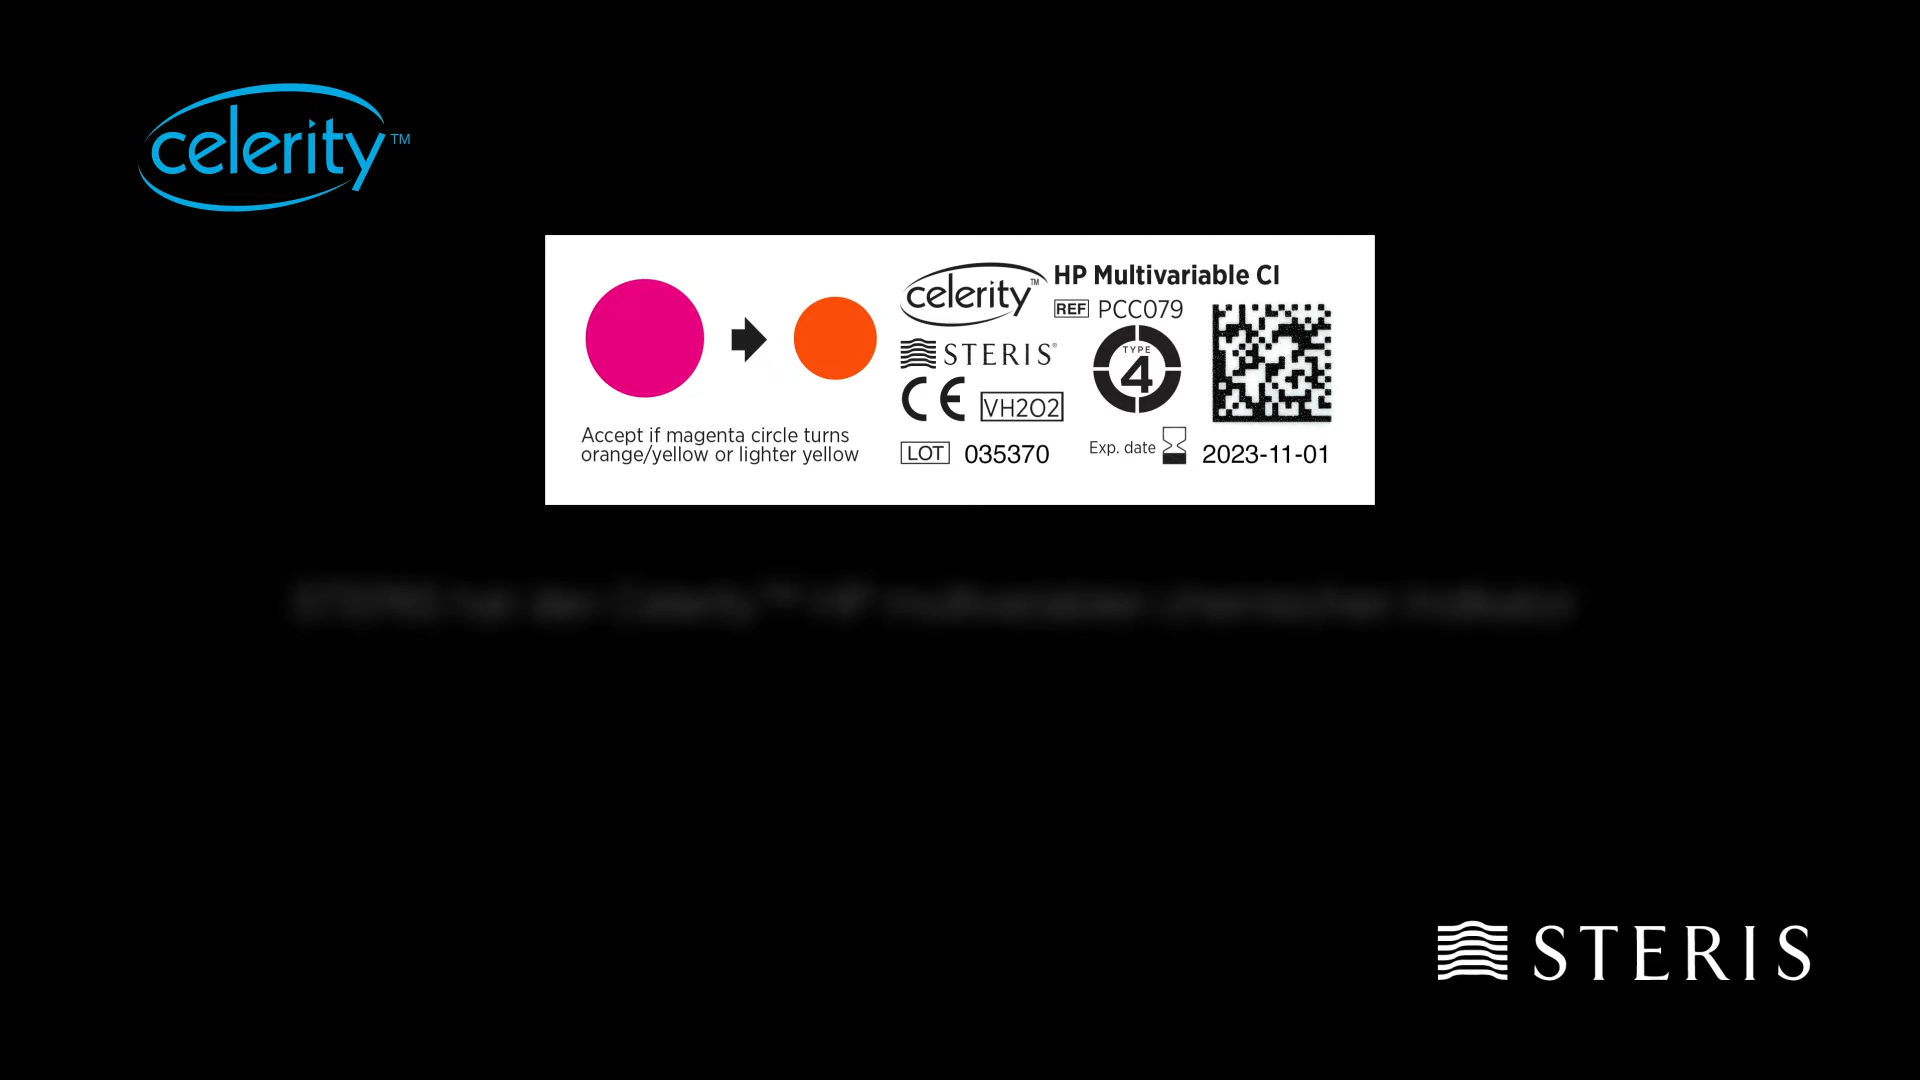 celerity™
celerity™ HP Multivariable CI
REF PCC079
STERIS®
TYPE
4
CE VH2O2
Accept if magenta circle turns
orange/yellow or lighter yellow
LOT 035370 Exp. date 2023-11-01
STERIS